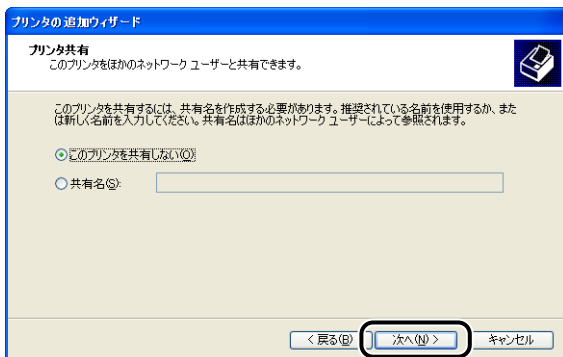 プリンタの追加ウィザード
プリンタ共有
このプリンタをほかのネットワーク ユーザーと共有できます。
このプリンタを共有するには、共有名を作成する必要があります。推奨されている名前を使用するか、また
は新しく名前を入力してください。共有名はほかのネットワーク ユーザーによって参照されます。
このプリンタを共有しない(O)
共有名(S):
< 戻る(B) 次へ(N) > キャンセル